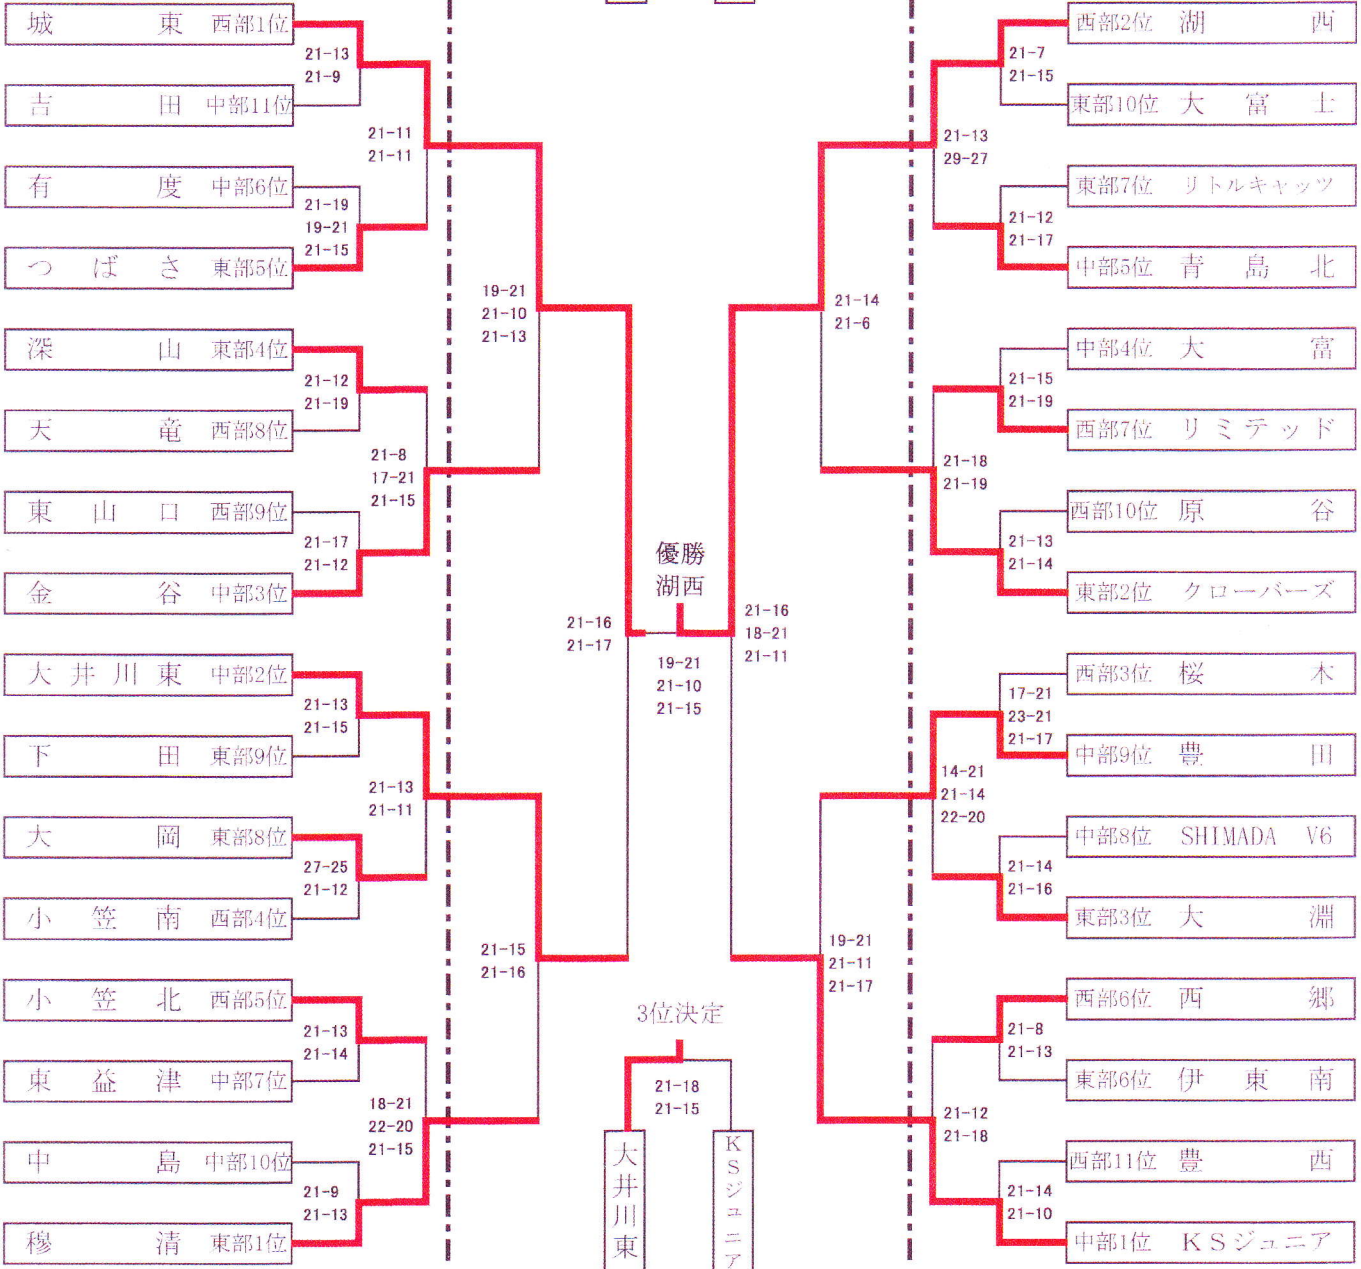 城東 西部1位
21-13
21-9
吉田 中部11位
21-11
21-11
有度 中部6位
21-19
19-21
21-15
つばさ 東部5位
19-21
21-10
21-13
深山 東部4位
21-12
21-19
天竜 西部8位
21-8
17-21
21-15
東山口 西部9位
21-17
21-12
金谷 中部3位
21-16
21-17
大井川東 中部2位
21-13
21-15
下田 東部9位
21-13
21-11
大岡 東部8位
27-25
21-12
小笠南 西部4位
21-15
21-16
小笠北 西部5位
21-13
21-14
東益津 中部7位
18-21
22-20
21-15
中島 中部10位
21-9
21-13
穆清 東部1位
優勝
湖西
19-21
21-10
21-15
3位決定
21-18
21-15
大井川東
KSジュニア
西部2位 湖西
21-7
21-15
東部10位 大富士
21-13
29-27
東部7位 リトルキャッツ
21-12
21-17
中部5位 青島北
21-14
21-6
中部4位 大富
21-15
21-19
西部7位 リミテッド
21-18
21-19
西部10位 原谷
21-13
21-14
東部2位 クローバーズ
21-16
18-21
21-11
西部3位 桜木
17-21
23-21
21-17
中部9位 豊田
14-21
21-14
22-20
中部8位 SHIMADA V6
21-14
21-16
東部3位 大淵
19-21
21-11
21-17
西部6位 西郷
21-8
21-13
東部6位 伊東南
21-12
21-18
西部11位 豊西
21-14
21-10
中部1位 KSジュニア